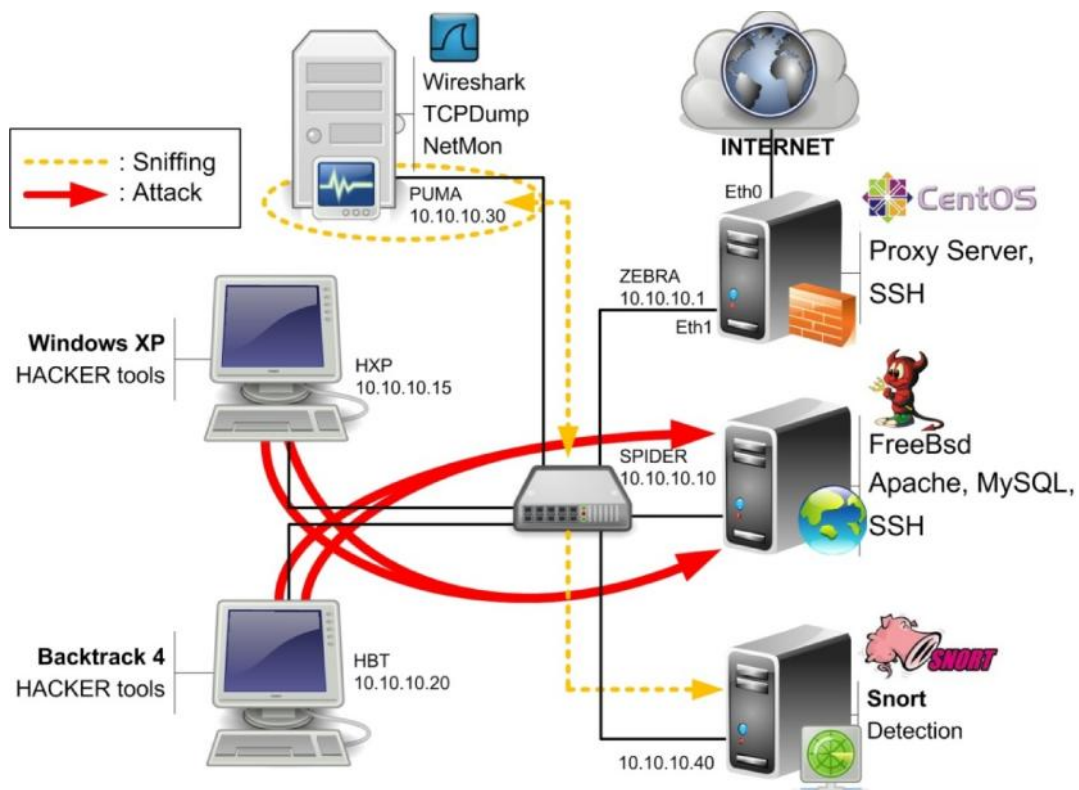 Wireshark
TCPDump
NetMon
INTERNET
: Sniffing
: Attack
PUMA
10.10.10.30
Eth0
CentOS
Proxy Server,
SSH
ZEBRA
10.10.10.1
Eth1
Windows XP
HACKER tools
HXP
10.10.10.15
FreeBsd
Apache, MySQL,
SSH
SPIDER
10.10.10.10
Backtrack 4
HACKER tools
HBT
10.10.10.20
SNORT
Snort
Detection
10.10.10.40